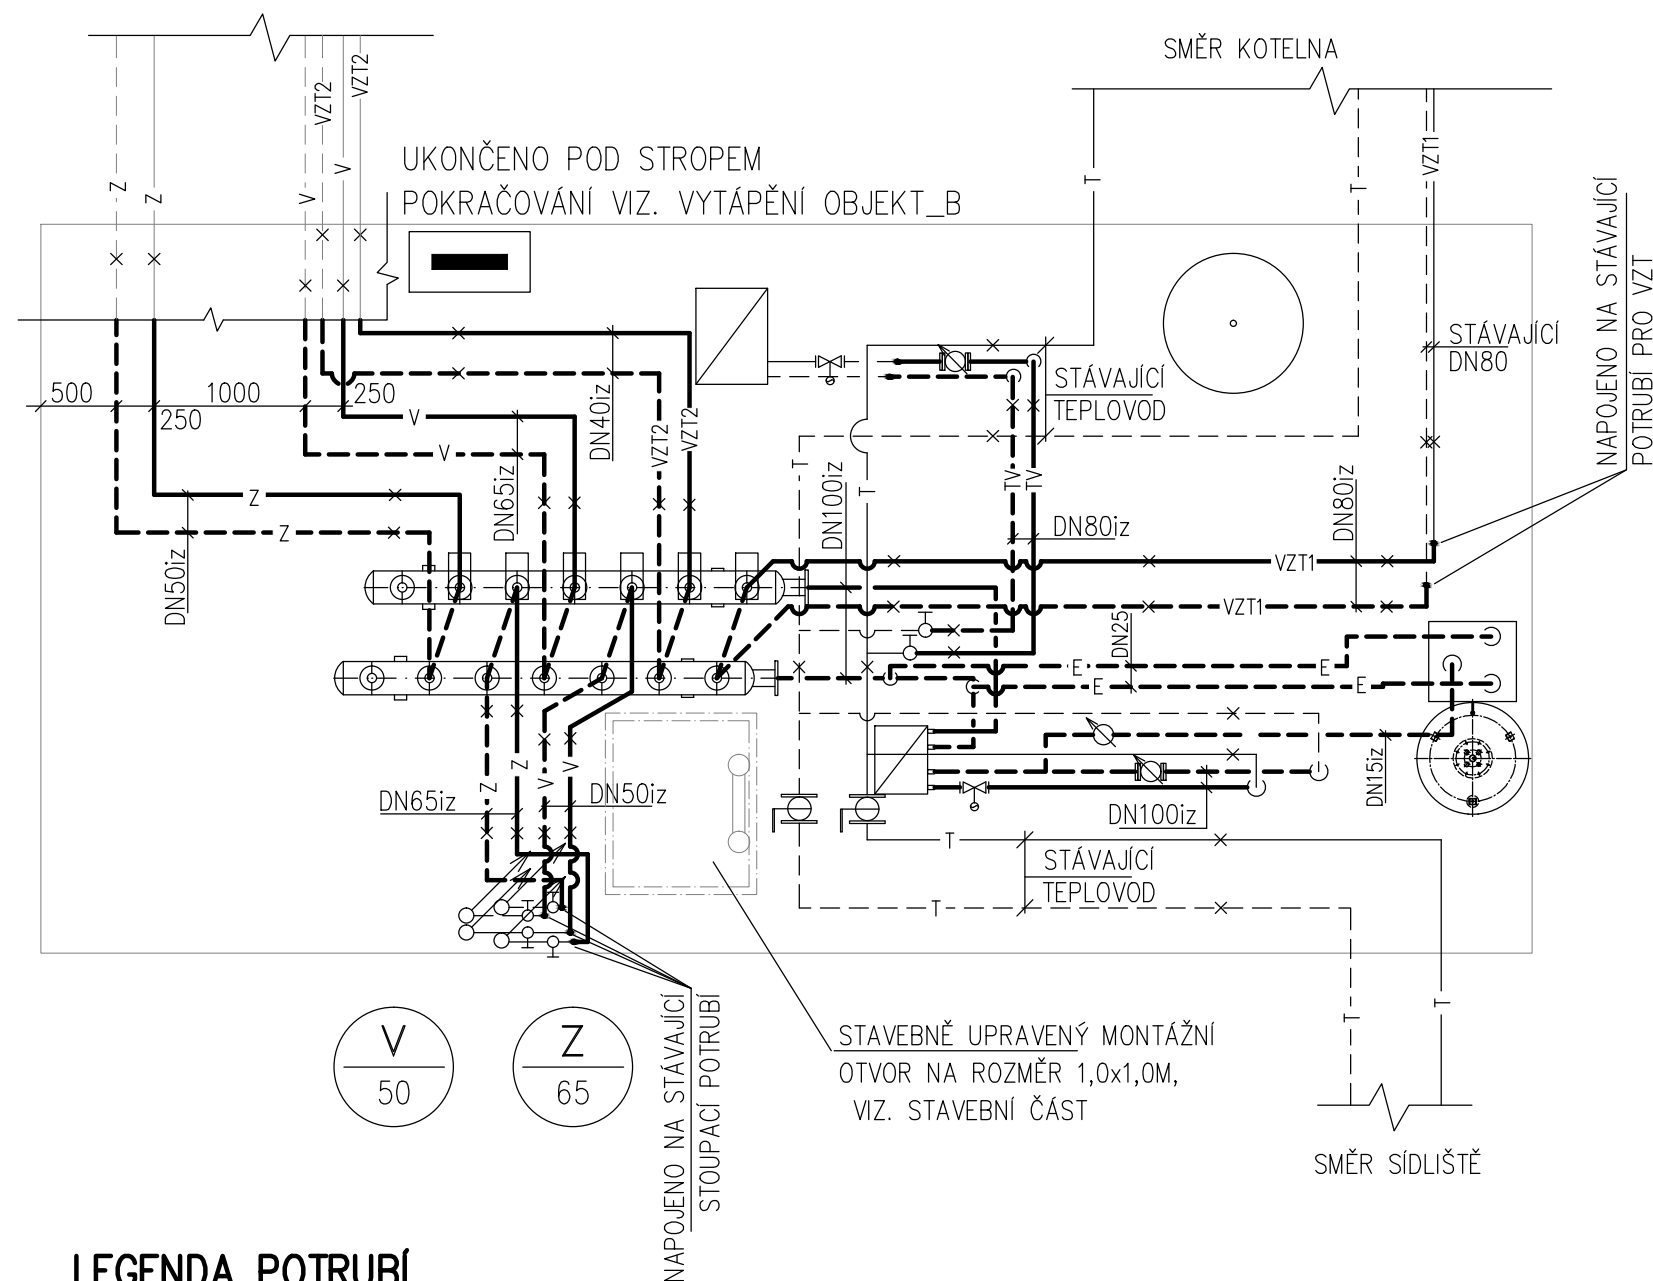 SMĚR KOTELNA
VZT2
VZT2
Z
Z
V
V
UKONČENO POD STROPEM
POKRAČOVÁNÍ VIZ. VYTÁPĚNÍ OBJEKT_B
T
T
VZT1
NAPOJENO NA STÁVAJÍCÍ
POTRUBÍ PRO VZT
STÁVAJÍCÍ
DN80
500
1000
250
250
STÁVAJÍCÍ
TEPLOVOD
V
V
Z
Z
DN40iz
VZT2
VZT2
DN65iz
DN50iz
T
T
DN100iz
TV
TV
DN80iz
DN80iz
VZT1
VZT1
DN25
E
E
E
E
Z
Z
V
V
DN65iz
DN50iz
DN15iz
DN100iz
T
STÁVAJÍCÍ
TEPLOVOD
T
T
T
V
50
Z
65
NAPOJENO NA STÁVAJÍCÍ
STOUPACÍ POTRUBÍ
STAVEBNĚ UPRAVENÝ MONTÁŽNÍ
OTVOR NA ROZMĚR 1,0x1,0M,
VIZ. STAVEBNÍ ČÁST
SMĚR SÍDLIŠTĚ
LEGENDA POTRUBÍ